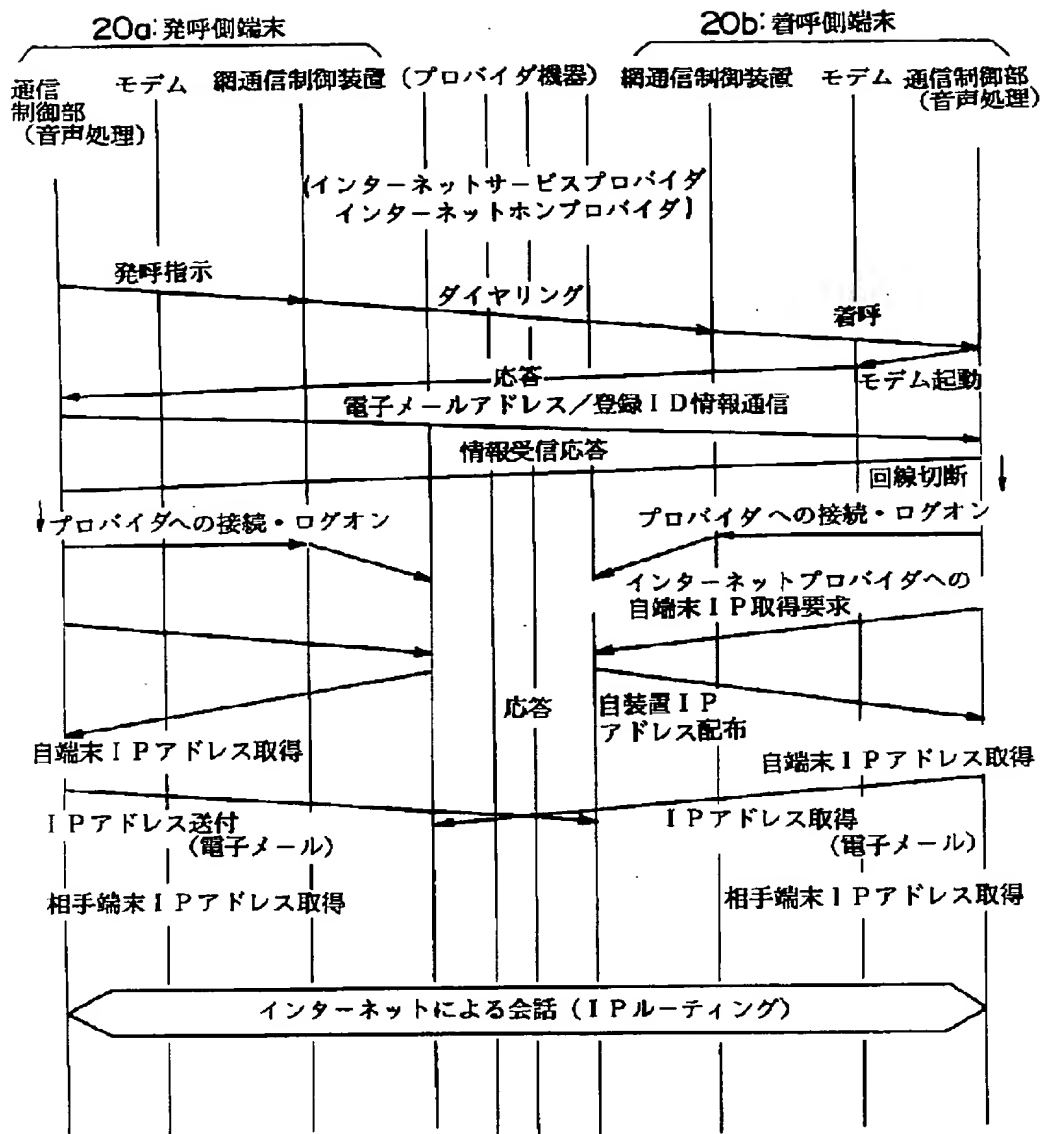 20a:発呼側端末
20b:着呼側端末
通信
制御部
(音声処理)
モデム
網通信制御装置
(プロバイダ機器)
網通信制御装置
モデム
通信制御部
(音声処理)
(インターネットサービスプロバイダ
インターネットホンプロバイダ)
発呼指示
ダイヤリング
着呼
応答
モデム起動
電子メールアドレス/登録ID情報通信
情報受信応答
回線切断
プロバイダへの接続・ログオン
プロバイダへの接続・ログオン
インターネットプロバイダへの
自端末IP取得要求
応答
自装置IP
アドレス配布
自端末IPアドレス取得
自端末IPアドレス取得
IPアドレス送付
(電子メール)
IPアドレス取得
(電子メール)
相手端末IPアドレス取得
相手端末IPアドレス取得
インターネットによる会話(IPルーティング)